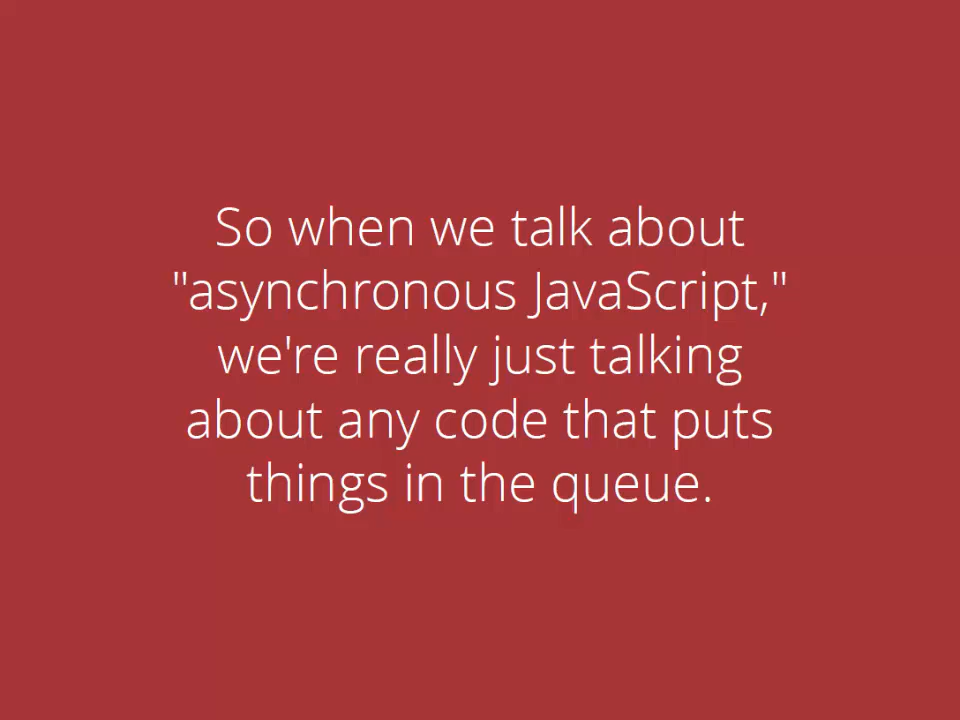 So when we talk about
"asynchronous JavaScript,"
we're really just talking
about any code that puts
things in the queue.